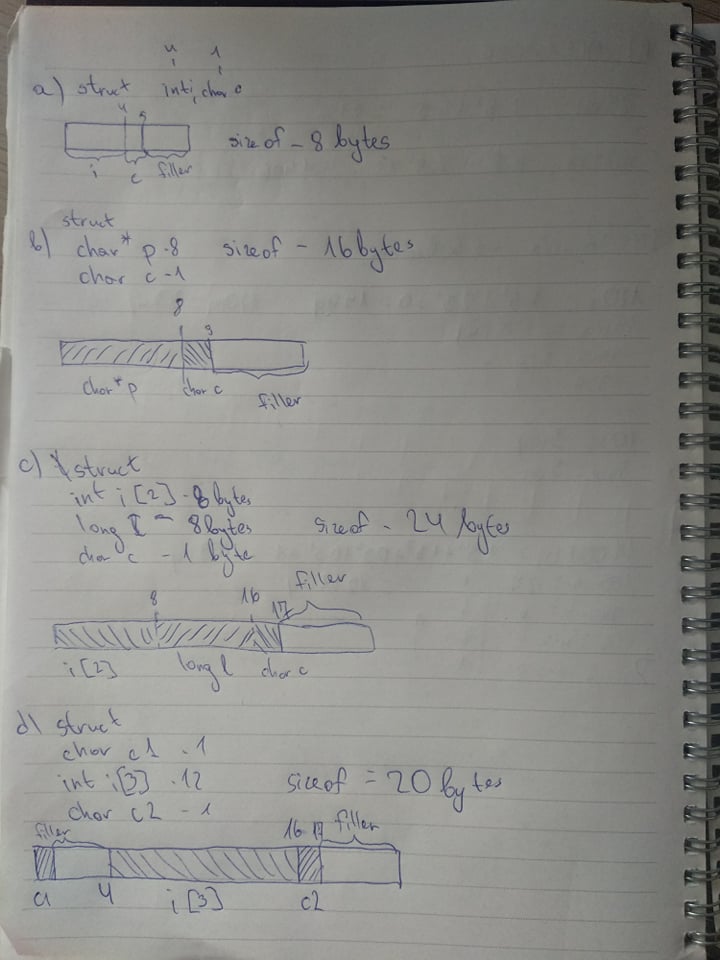 4 1
a) struct int i, char c
4 5
sizeof - 8 bytes
i c filler
struct
b) char* p - 8 sizeof - 16 bytes
char c - 1
8 9
char* p char c filler
c) struct
int i [2] - 8 bytes
long l - 8 bytes sizeof - 24 bytes
char c - 1 byte
filler
8 16 17
i [2] long l char c
d) struct
char c1 - 1
int i[3] - 12 sizeof = 20 bytes
char c2 - 1
filler 16 17 filler
c1 4 i [3] c2